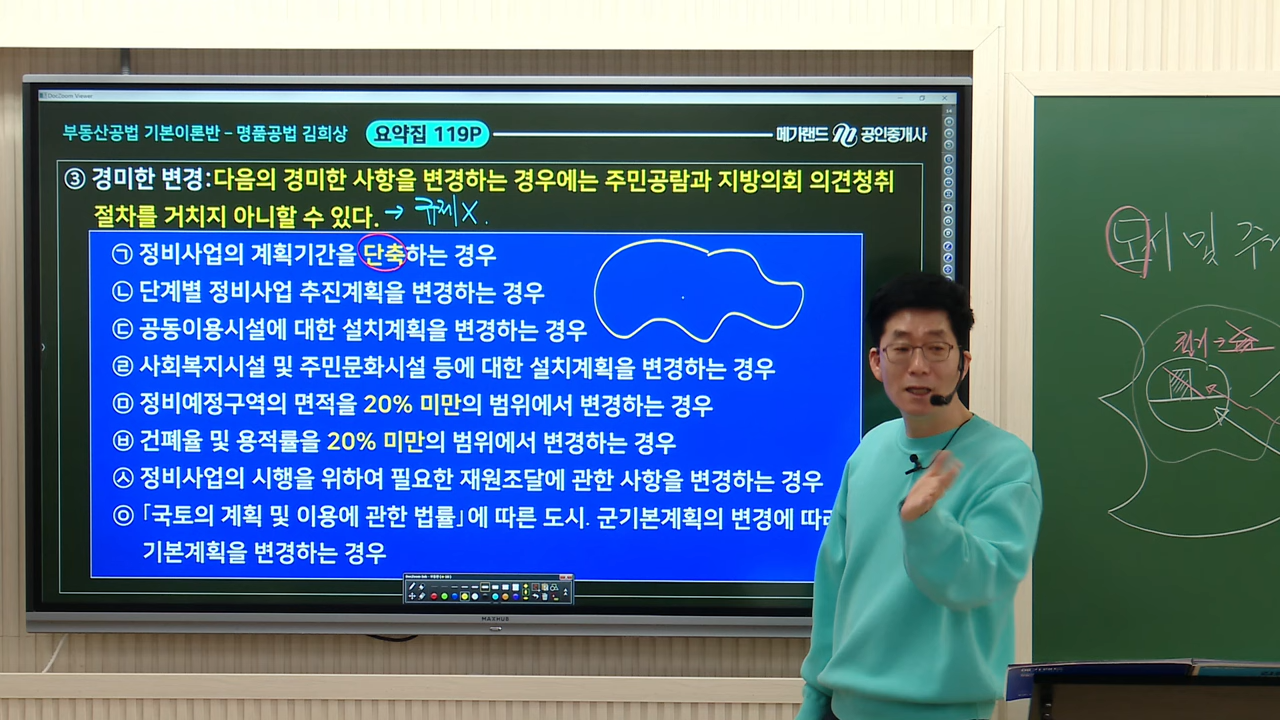 DocZoom Viewer
부동산공법 기본이론반 - 명품공법 김희상 요약집 119P 메가랜드 공인중개사
③ 경미한 변경:다음의 경미한 사항을 변경하는 경우에는 주민공람과 지방의회 의견청취
절차를 거치지 아니할 수 있다. → 규제X.
㉠ 정비사업의 계획기간을 단축하는 경우
㉡ 단계별 정비사업 추진계획을 변경하는 경우
㉢ 공동이용시설에 대한 설치계획을 변경하는 경우
㉣ 사회복지시설 및 주민문화시설 등에 대한 설치계획을 변경하는 경우
㉤ 정비예정구역의 면적을 20% 미만의 범위에서 변경하는 경우
㉥ 건폐율 및 용적률을 20% 미만의 범위에서 변경하는 경우
㉦ 정비사업의 시행을 위하여 필요한 재원조달에 관한 사항을 변경하는 경우
㉧ 「국토의 계획 및 이용에 관한 법률」에 따른 도시. 군기본계획의 변경에 따라
기본계획을 변경하는 경우
MAXHUB
도시 및 주